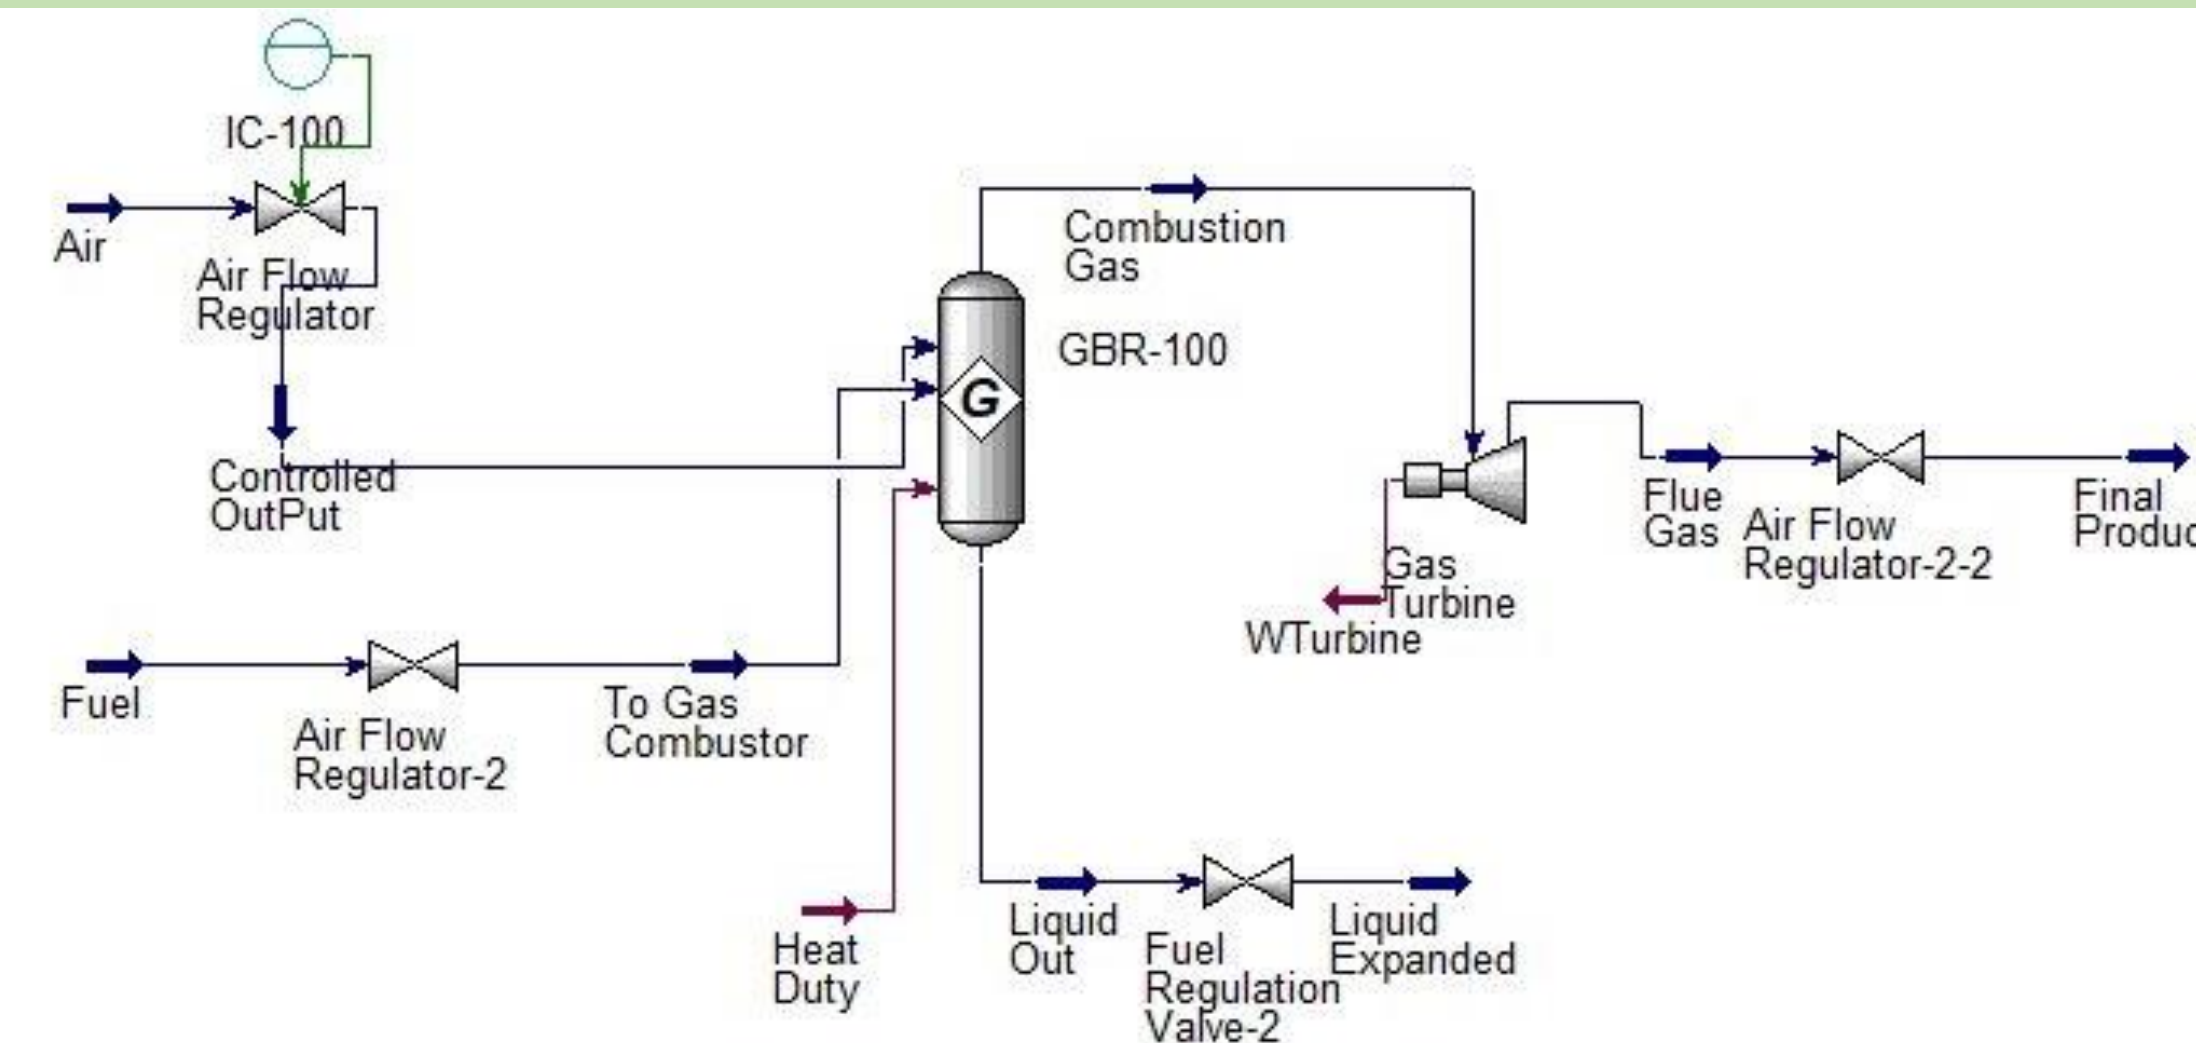 IC-100
Air
Air Flow
Regulator
Combustion
Gas
GBR-100
G
Controlled
OutPut
Flue
Gas
Air Flow
Regulator-2-2
Final
Produc
Gas
Turbine
WTurbine
Fuel
Air Flow
Regulator-2
To Gas
Combustor
Heat
Duty
Liquid
Out
Fuel
Regulation
Valve-2
Liquid
Expanded